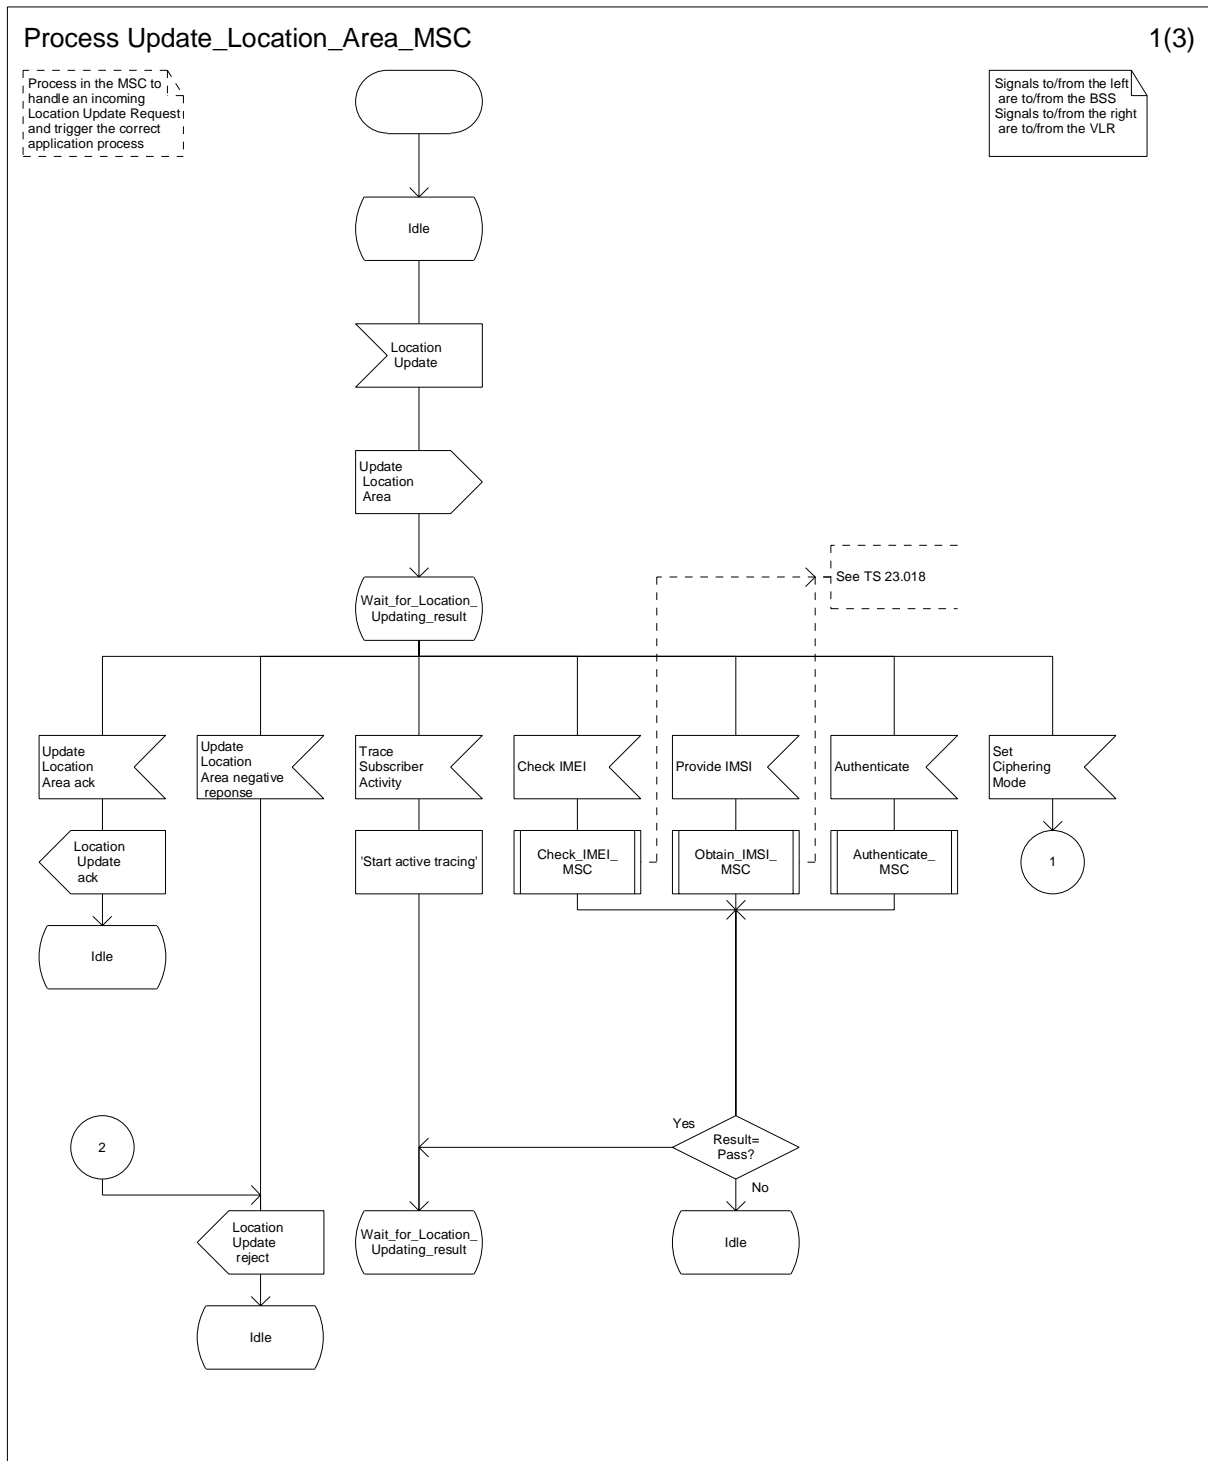 Process Update_Location_Area_MSC
1(3)
Process in the MSC to
handle an incoming
Location Update Request
and trigger the correct
application process
Signals to/from the left
are to/from the BSS
Signals to/from the right
are to/from the VLR
Idle
Location
Update
Update
Location
Area
See TS 23.018
Wait_for_Location_
Updating_result
Update
Location
Area ack
Update
Location
Area negative
reponse
Trace
Subscriber
Activity
Check IMEI
Provide IMSI
Authenticate
Set
Ciphering
Mode
Location
Update
ack
'Start active tracing'
Check_IMEI_
MSC
Obtain_IMSI_
MSC
Authenticate_
MSC
1
Idle
2
Yes
Result=
Pass?
No
Location
Update
reject
Wait_for_Location_
Updating_result
Idle
Idle